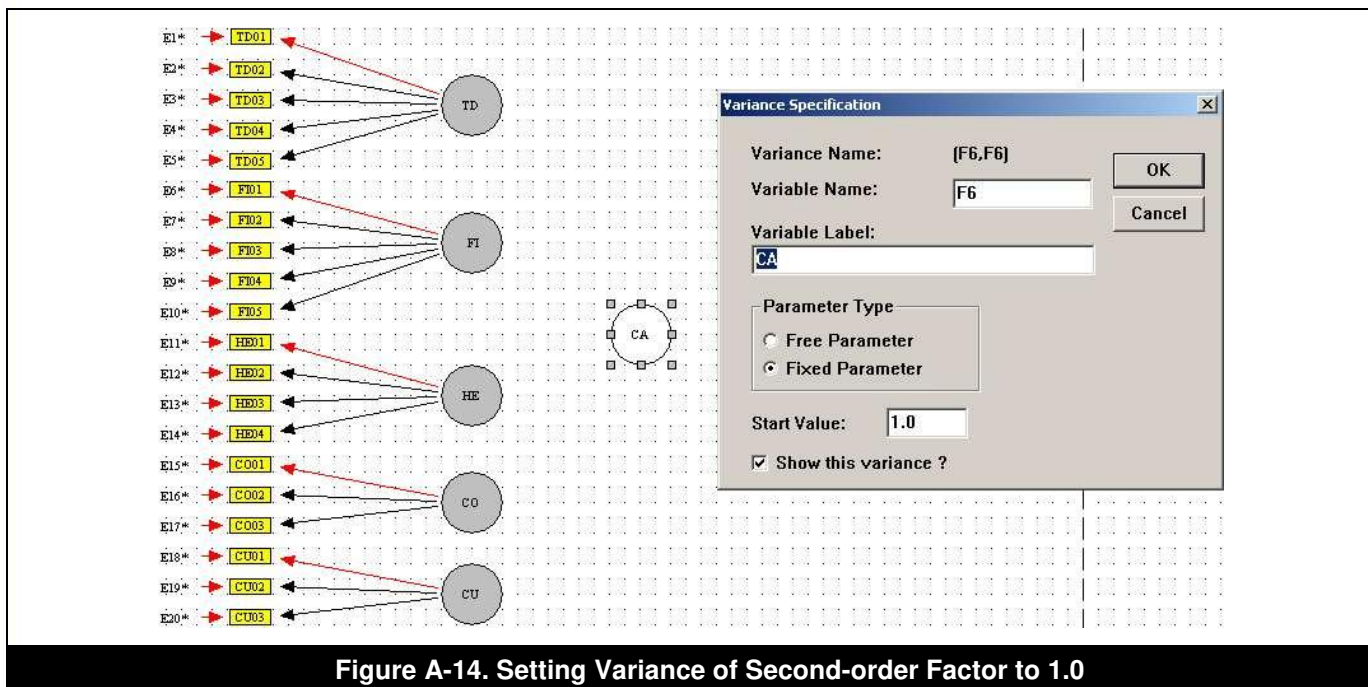 E1* TD01
E2* TD02
E3* TD03
E4* TD04
E5* TD05
TD
E6* FI01
E7* FI02
E8* FI03
E9* FI04
E10* FI05
FI
E11* HE01
E12* HE02
E13* HE03
E14* HE04
HE
E15* CO01
E16* CO02
E17* CO03
CO
E18* CU01
E19* CU02
E20* CU03
CU
CA
Variance Specification
Variance Name: (F6,F6)
Variable Name: F6
Variable Label:
CA
Parameter Type
Free Parameter
Fixed Parameter
Start Value: 1.0
Show this variance ?
OK
Cancel
Figure A-14. Setting Variance of Second-order Factor to 1.0